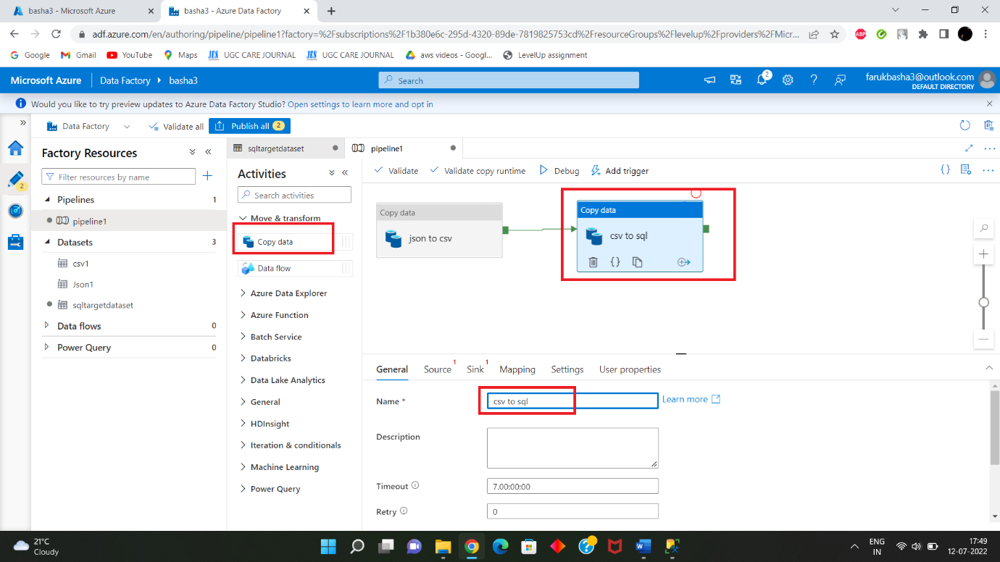 basha3 - Microsoft Azure
basha3 - Azure Data Factory
adf.azure.com/en/authoring/pipeline/pipeline1?factory=%2Fsubscriptions%2F1b380e6c-295d-4320-89de-7819825753cd%2FresourceGroups%2Flevelup%2Fproviders%2FMicr...
ABP
Google Gmail YouTube Maps JES UGC CARE JOURNAL JES UGC CARE JOURNAL aws videos - Googl... LevelUp assignment
Microsoft Azure Data Factory basha3
Search
2
farukbasha3@outlook.com
DEFAULT DIRECTORY
Would you like to try preview updates to Azure Data Factory Studio? Open settings to learn more and opt in
Data Factory Validate all Publish all 2
2
Factory Resources
Filter resources by name
Pipelines 1
pipeline1
Datasets 3
csv1
Json1
sqltargetdataset
Data flows 0
Power Query 0
sqltargetdataset
pipeline1
Activities
Search activities
Move & transform
Copy data
Data flow
Azure Data Explorer
Azure Function
Batch Service
Databricks
Data Lake Analytics
General
HDInsight
Iteration & conditionals
Machine Learning
Power Query
Validate Validate copy runtime Debug Add trigger
Copy data
json to csv
Copy data
csv to sql
General Source 1 Sink 1 Mapping Settings User properties
Name * csv to sql Learn more
Description
Timeout 7.00:00:00
Retry 0
21°C
Cloudy
ENG
IN
17:49
12-07-2022